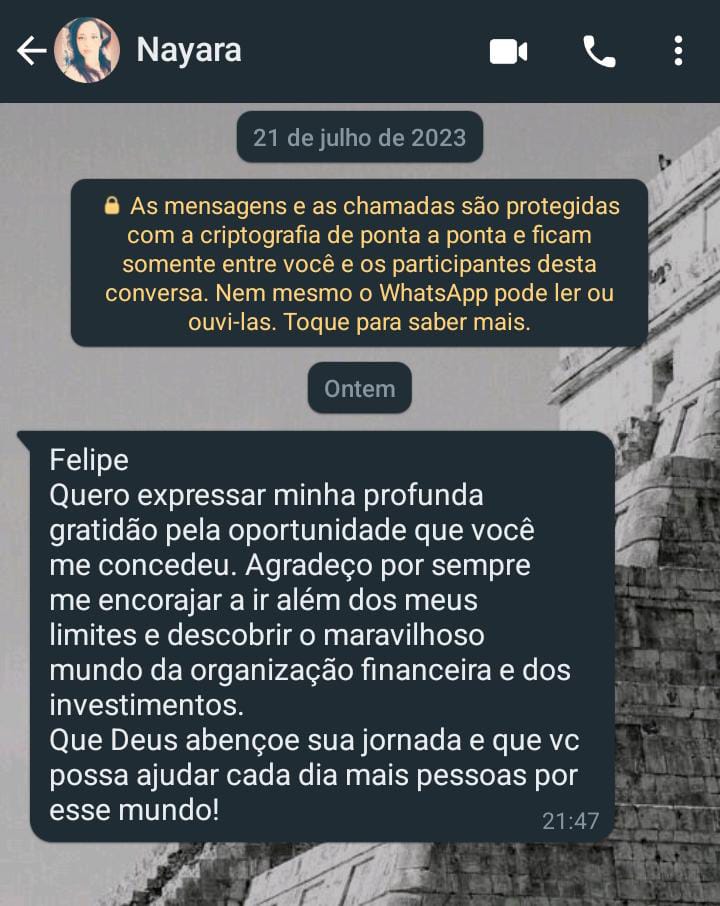 Nayara
21 de julho de 2023
As mensagens e as chamadas são protegidas
com a criptografia de ponta a ponta e ficam
somente entre você e os participantes desta
conversa. Nem mesmo o WhatsApp pode ler ou
ouvi-las. Toque para saber mais.
Ontem
Felipe
Quero expressar minha profunda
gratidão pela oportunidade que você
me concedeu. Agradeço por sempre
me encorajar a ir além dos meus
limites e descobrir o maravilhoso
mundo da organização financeira e dos
investimentos.
Que Deus abençoe sua jornada e que vc
possa ajudar cada dia mais pessoas por
esse mundo!
21:47